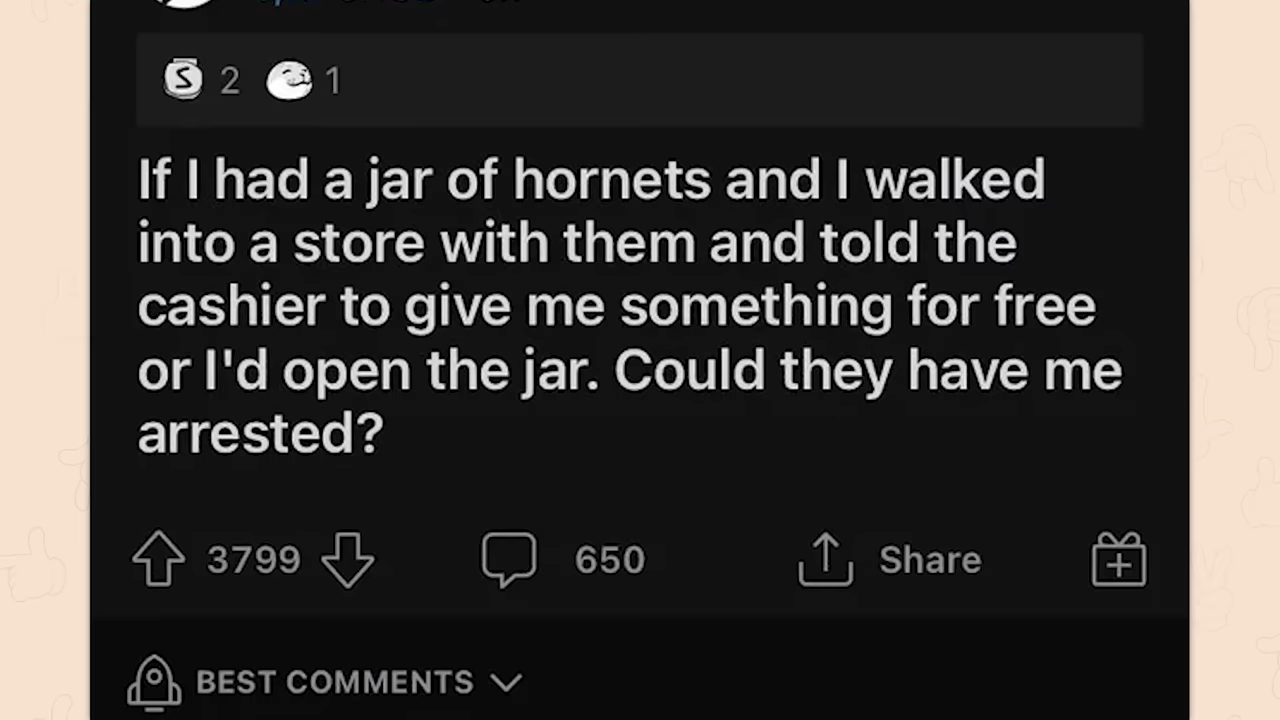 2 1
If I had a jar of hornets and I walked
into a store with them and told the
cashier to give me something for free
or I'd open the jar. Could they have me
arrested?
3799 650 Share
BEST COMMENTS